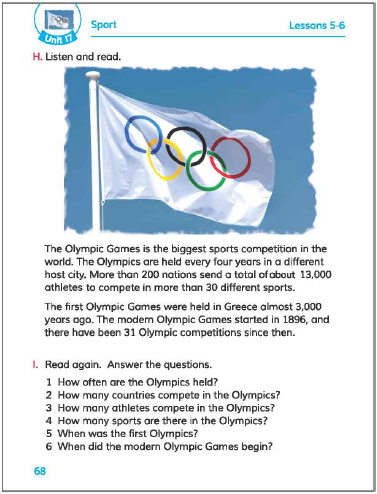 Sport
Lessons 5-6
Unit 17
H. Listen and read.
The Olympic Games is the biggest sports competition in the
world. The Olympics are held every four years in a different
host city. More than 200 nations send a total of about 13,000
athletes to compete in more than 30 different sports.
The first Olympic Games were held in Greece almost 3,000
years ago. The modern Olympic Games started in 1896, and
there have been 31 Olympic competitions since then.
I. Read again. Answer the questions.
1 How often are the Olympics held?
2 How many countries compete in the Olympics?
3 How many athletes compete in the Olympics?
4 How many sports are there in the Olympics?
5 When was the first Olympics?
6 When did the modern Olympic Games begin?
68